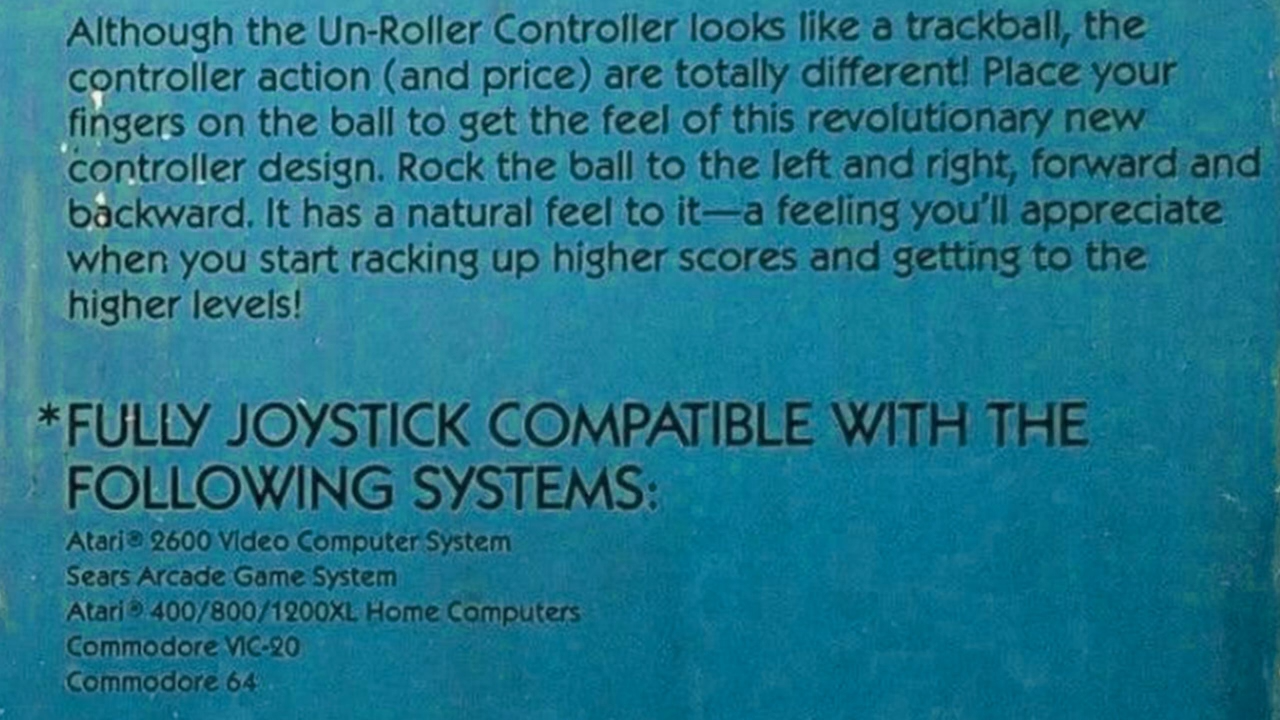 Although the Un-Roller Controller looks like a trackball, the
controller action (and price) are totally different! Place your
fingers on the ball to get the feel of this revolutionary new
controller design. Rock the ball to the left and right, forward and
backward. It has a natural feel to it—a feeling you'll appreciate
when you start racking up higher scores and getting to the
higher levels!
*FULLY JOYSTICK COMPATIBLE WITH THE
FOLLOWING SYSTEMS:
Atari® 2600 Video Computer System
Sears Arcade Game System
Atari® 400/800/1200XL Home Computers
Commodore VIC-20
Commodore 64